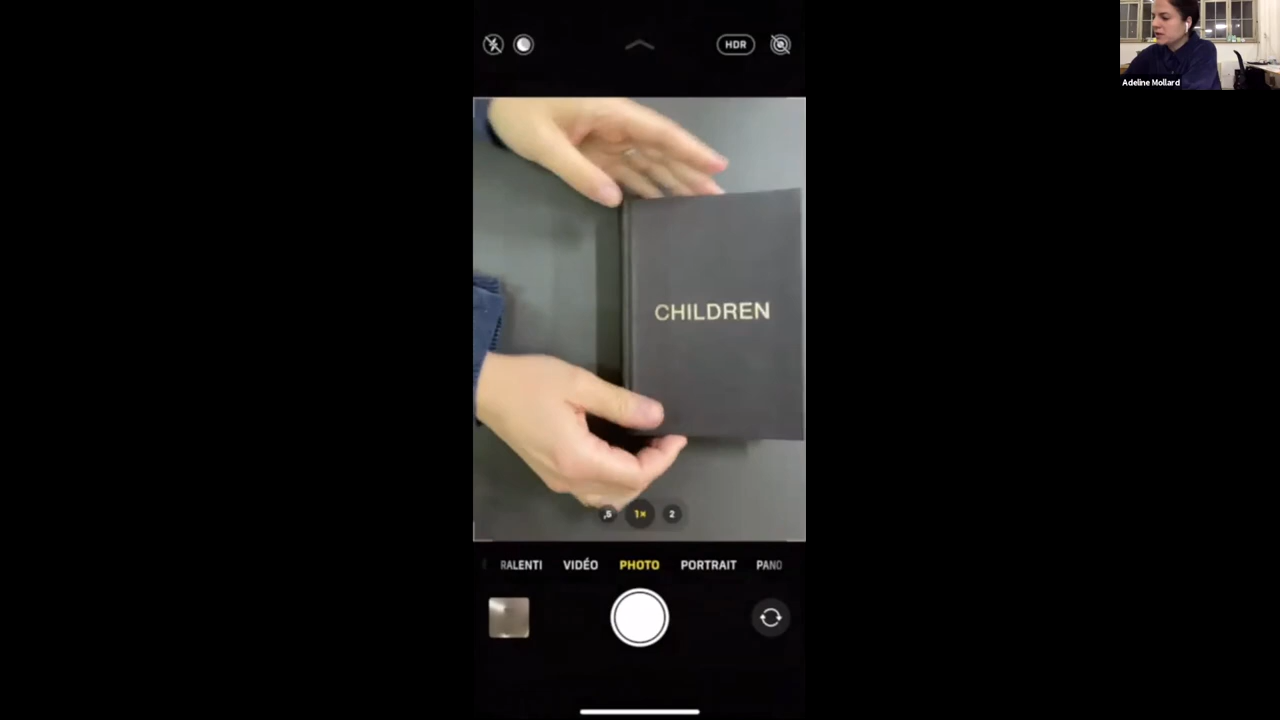 HDR
Adeline Mollard
CHILDREN
,5 1× 2
RALENTI VIDÉO PHOTO PORTRAIT PANO